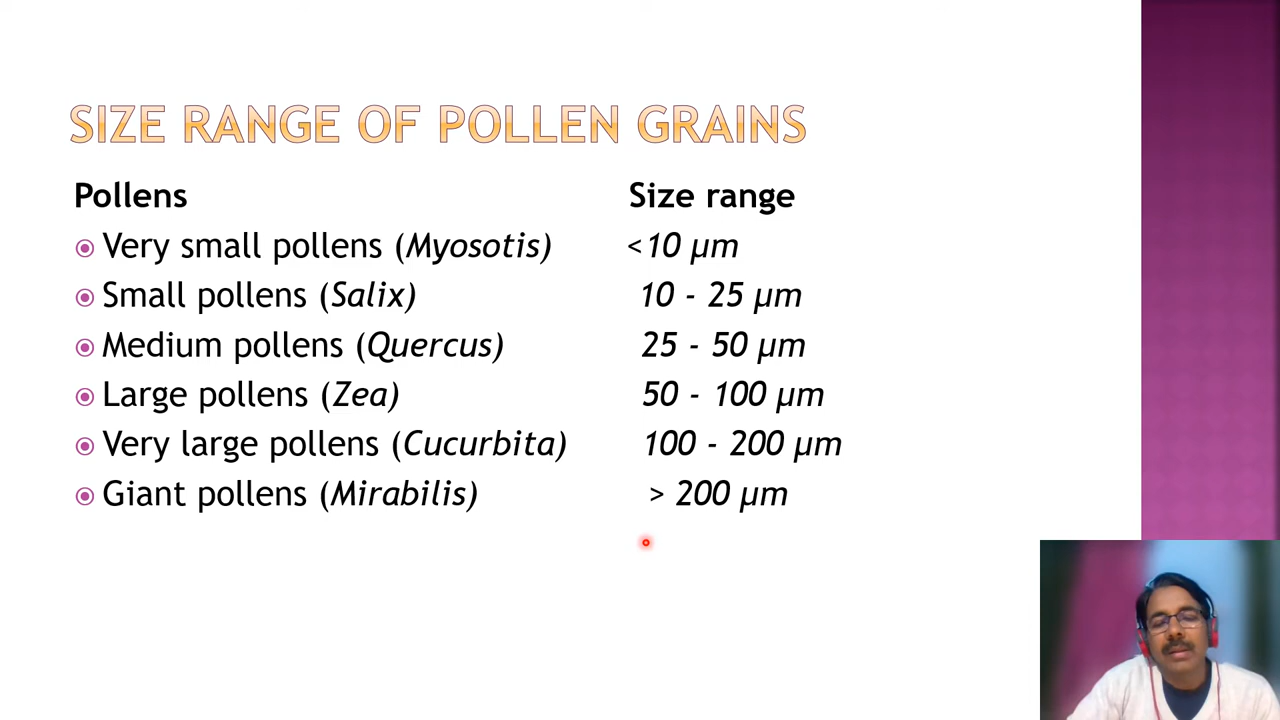 SIZE RANGE OF POLLEN GRAINS
Pollens Size range
Very small pollens (Myosotis) <10 µm
Small pollens (Salix) 10 - 25 µm
Medium pollens (Quercus) 25 - 50 µm
Large pollens (Zea) 50 - 100 µm
Very large pollens (Cucurbita) 100 - 200 µm
Giant pollens (Mirabilis) > 200 µm